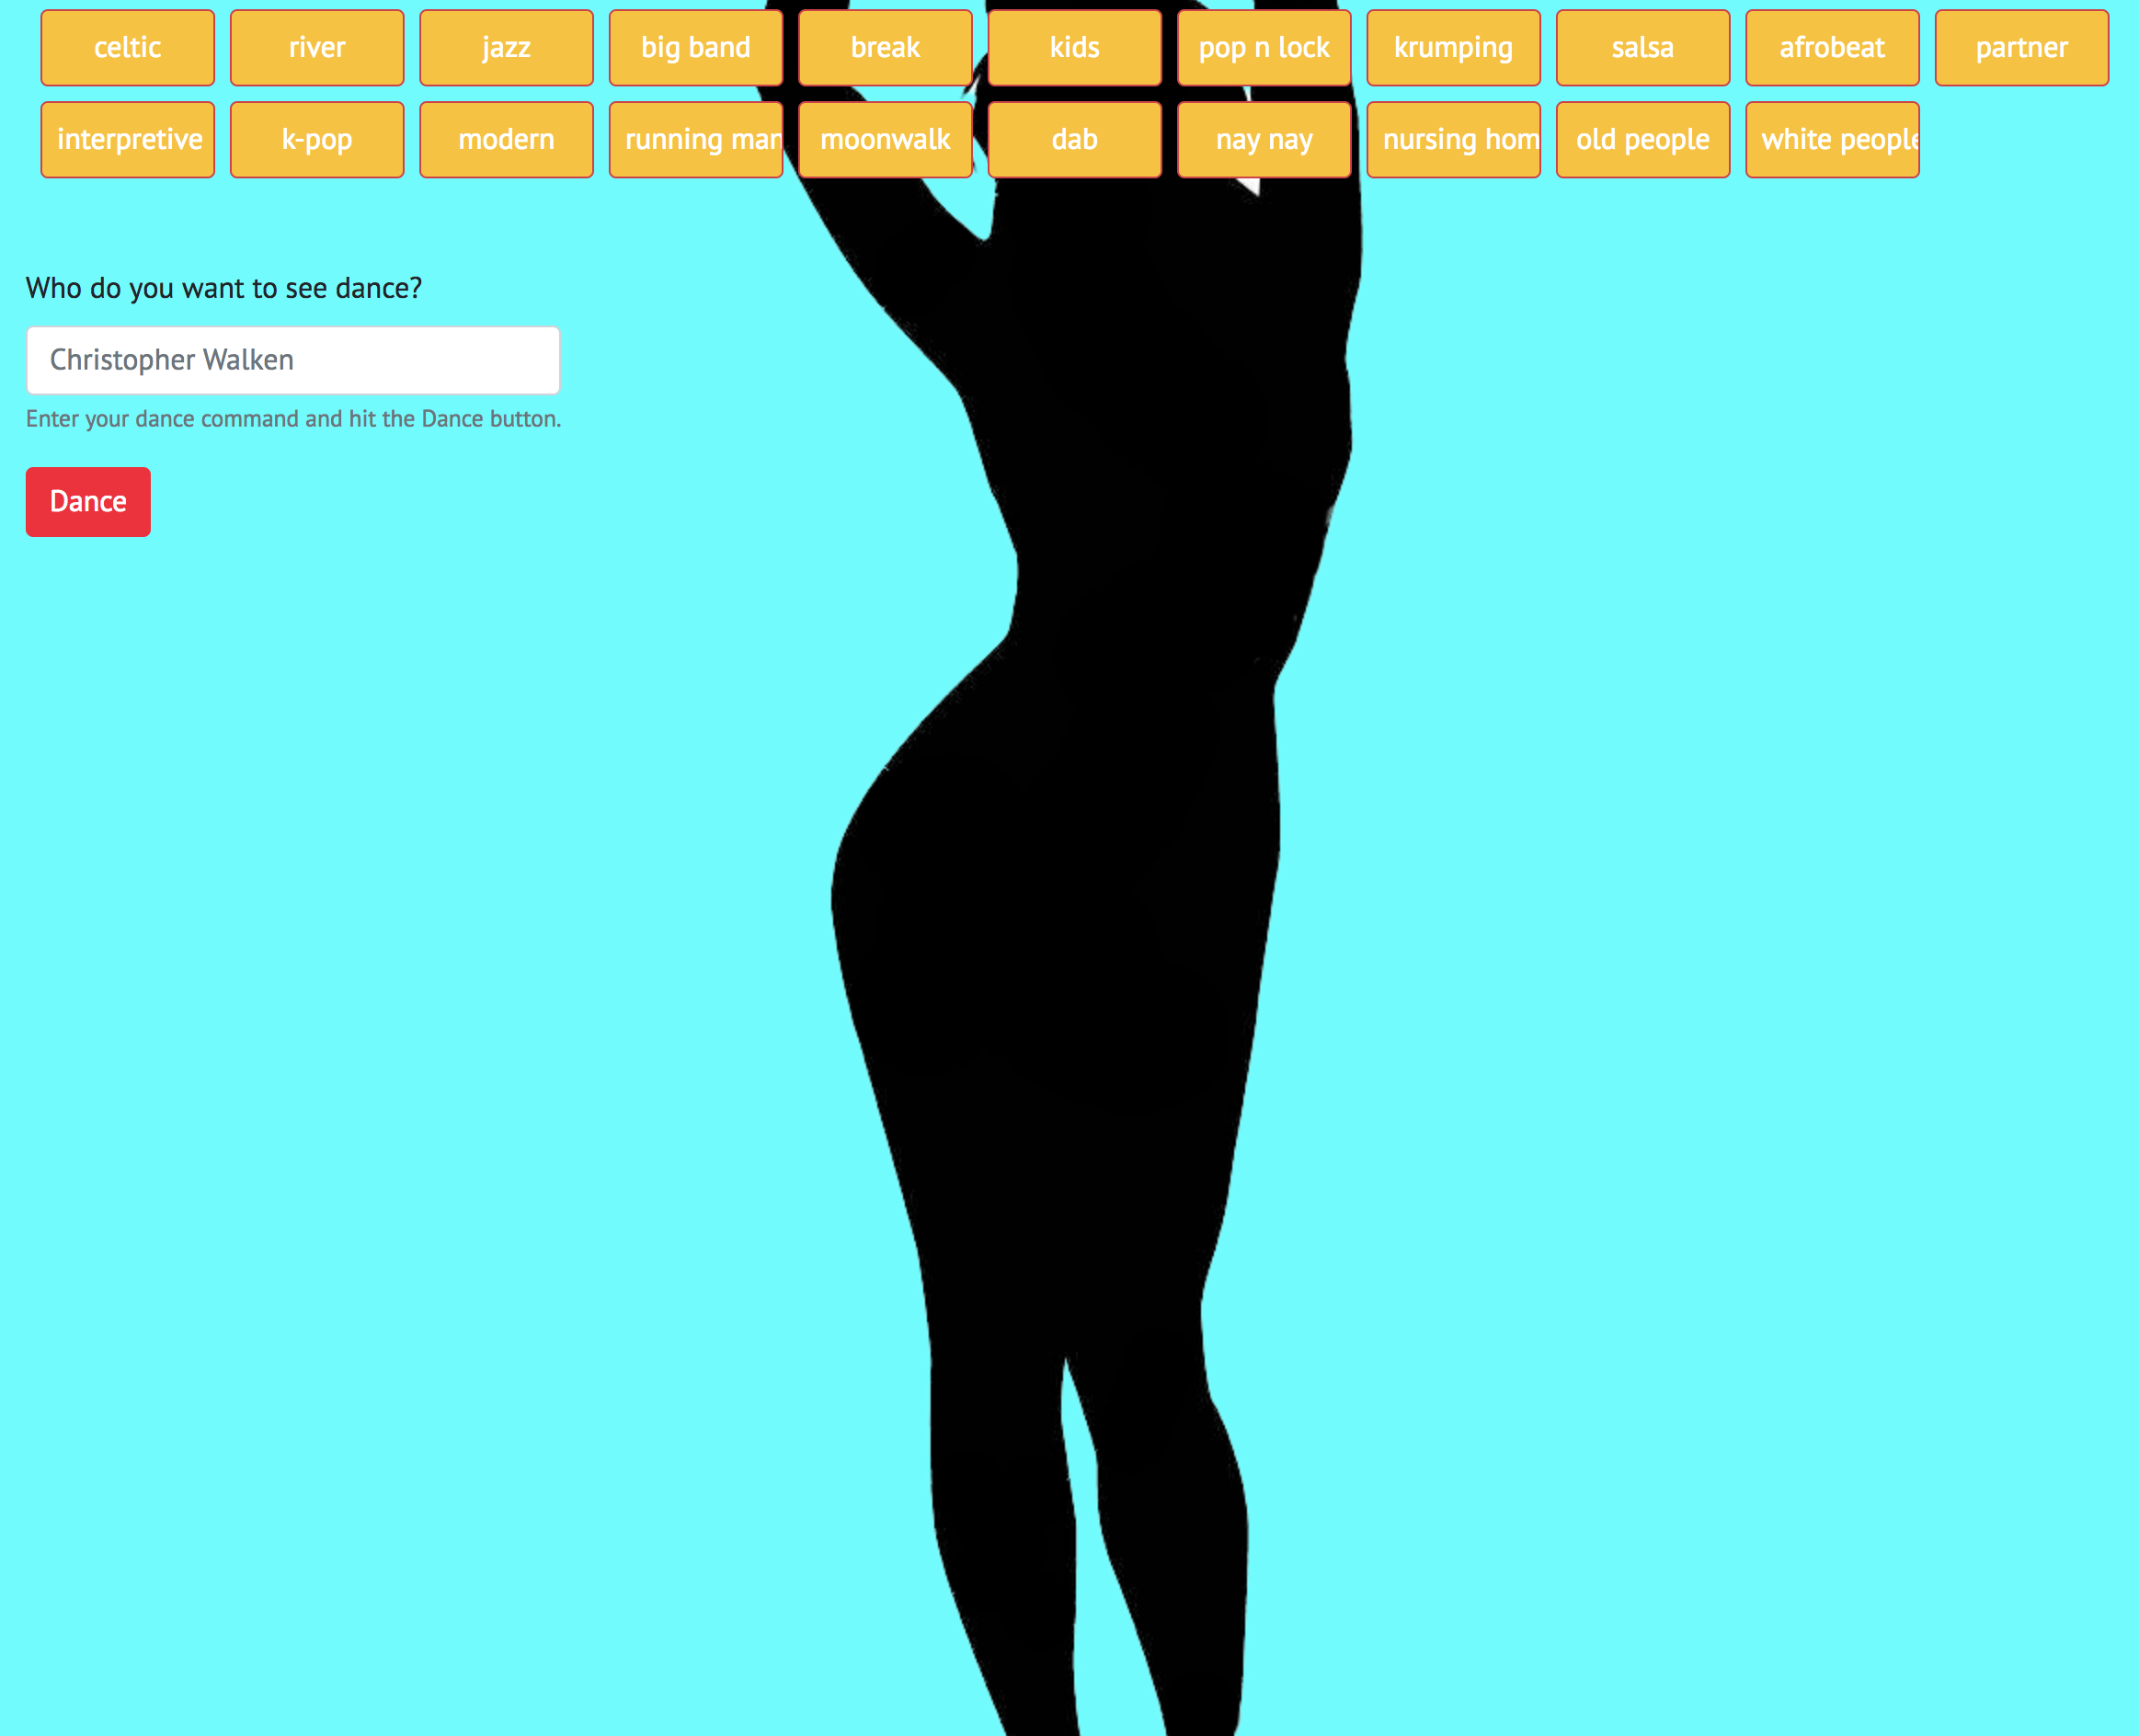 celtic river jazz big band break kids pop n lock krumping salsa afrobeat partner
interpretive k-pop modern running man moonwalk dab nay nay nursing hom old people white people
Who do you want to see dance?
Christopher Walken
Enter your dance command and hit the Dance button.
Dance